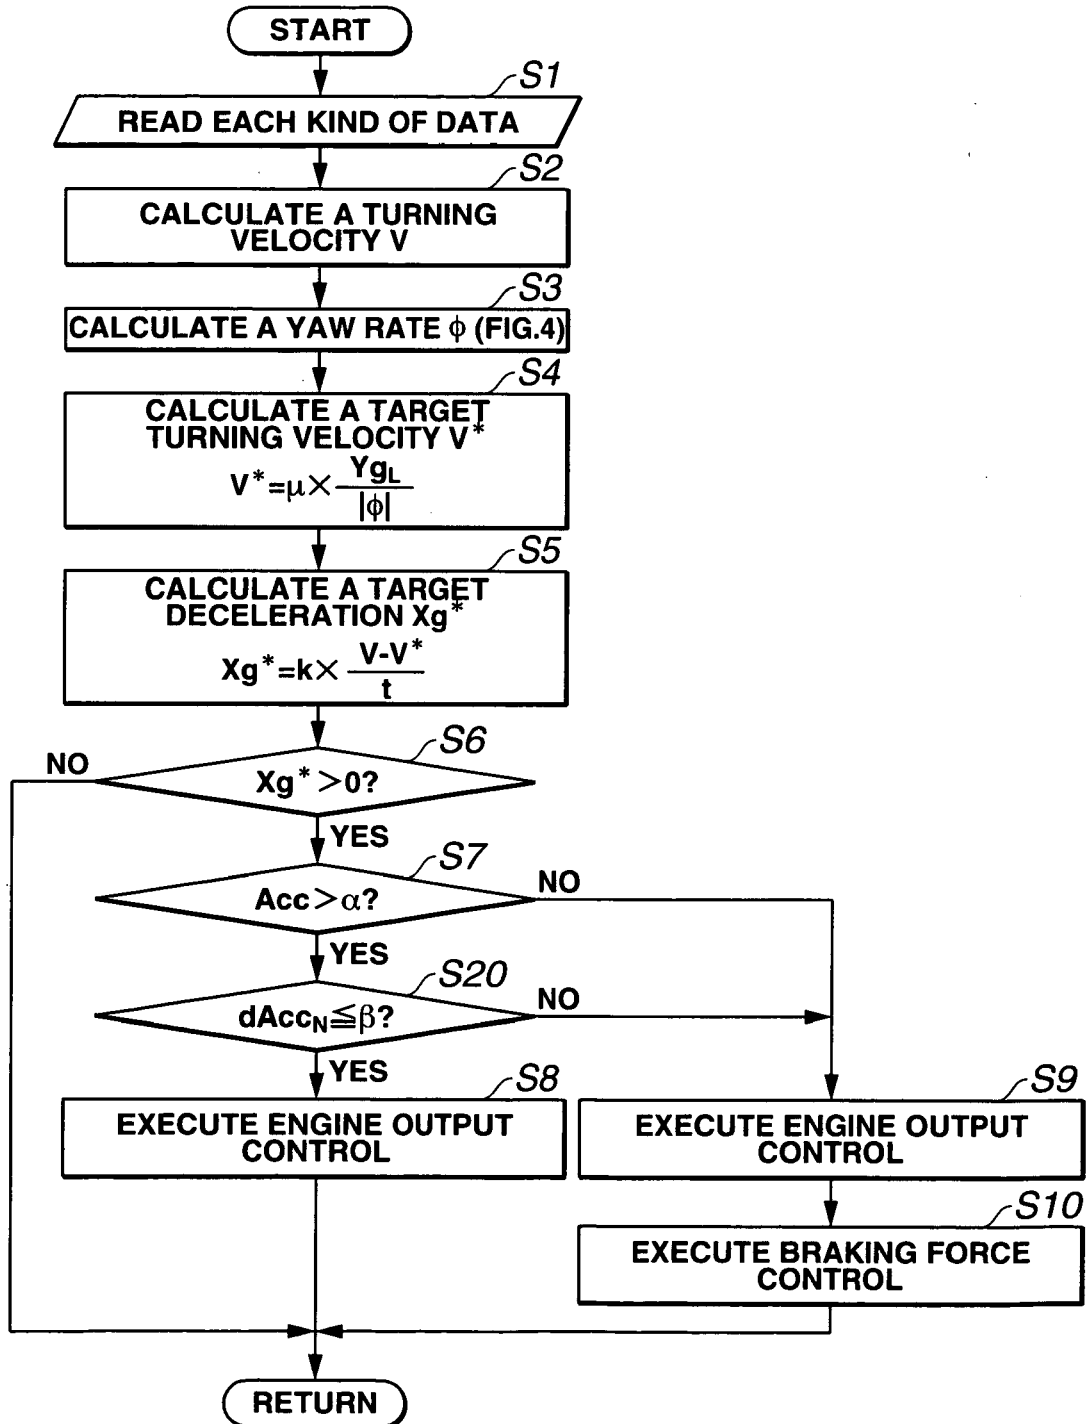 START
S1
READ EACH KIND OF DATA
S2
CALCULATE A TURNING
VELOCITY V
S3
CALCULATE A YAW RATE ϕ (FIG.4)
S4
CALCULATE A TARGET
TURNING VELOCITY V*
V*=μ× YgL / |ϕ|
S5
CALCULATE A TARGET
DECELERATION Xg*
Xg*=k× V-V* / t
S6
NO
Xg*>0?
YES
S7
NO
Acc>α?
YES
S20
NO
dAccN≦β?
YES
S8
EXECUTE ENGINE OUTPUT
CONTROL
S9
EXECUTE ENGINE OUTPUT
CONTROL
S10
EXECUTE BRAKING FORCE
CONTROL
RETURN